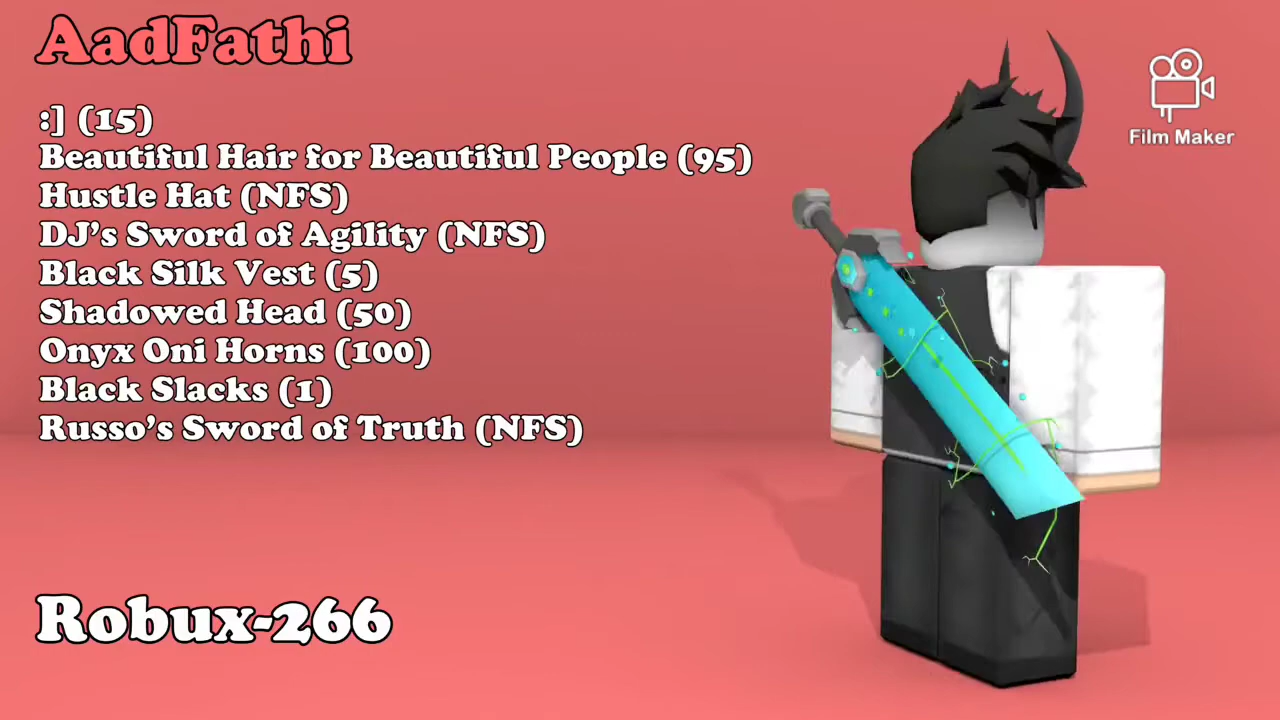 AadFathi
:] (15)
Beautiful Hair for Beautiful People (95)
Hustle Hat (NFS)
DJ's Sword of Agility (NFS)
Black Silk Vest (5)
Shadowed Head (50)
Onyx Oni Horns (100)
Black Slacks (1)
Russo's Sword of Truth (NFS)
Robux-266
Film Maker